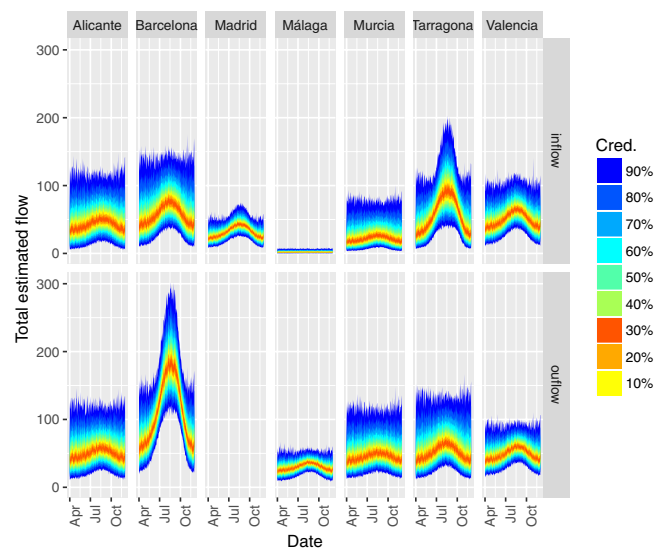 Alicante Barcelona Madrid Málaga Murcia Tarragona Valencia
300
200
100
0
inflow
300
200
100
0
ouflow
Total estimated flow
Apr Jul Oct Apr Jul Oct Apr Jul Oct Apr Jul Oct Apr Jul Oct Apr Jul Oct Apr Jul Oct
Date
Cred.
90%
80%
70%
60%
50%
40%
30%
20%
10%